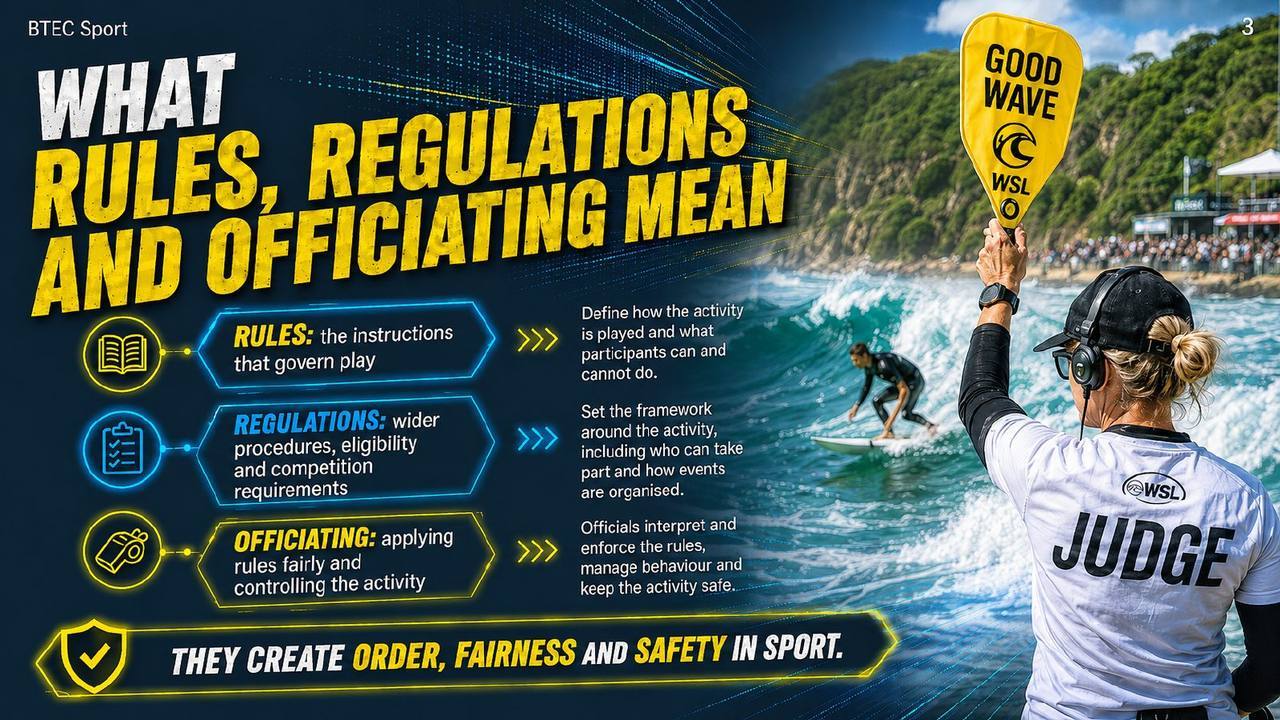 BTEC Sport
3
WHAT
RULES, REGULATIONS
AND OFFICIATING MEAN
RULES: the instructions
that govern play
Define how the activity
is played and what
participants can and
cannot do.
REGULATIONS: wider
procedures, eligibility
and competition
requirements
Set the framework
around the activity,
including who can take
part and how events
are organised.
OFFICIATING: applying
rules fairly and
controlling the activity
Officials interpret and
enforce the rules,
manage behaviour and
keep the activity safe.
THEY CREATE ORDER, FAIRNESS AND SAFETY IN SPORT.
GOOD
WAVE
WSL
WSL
JUDGE